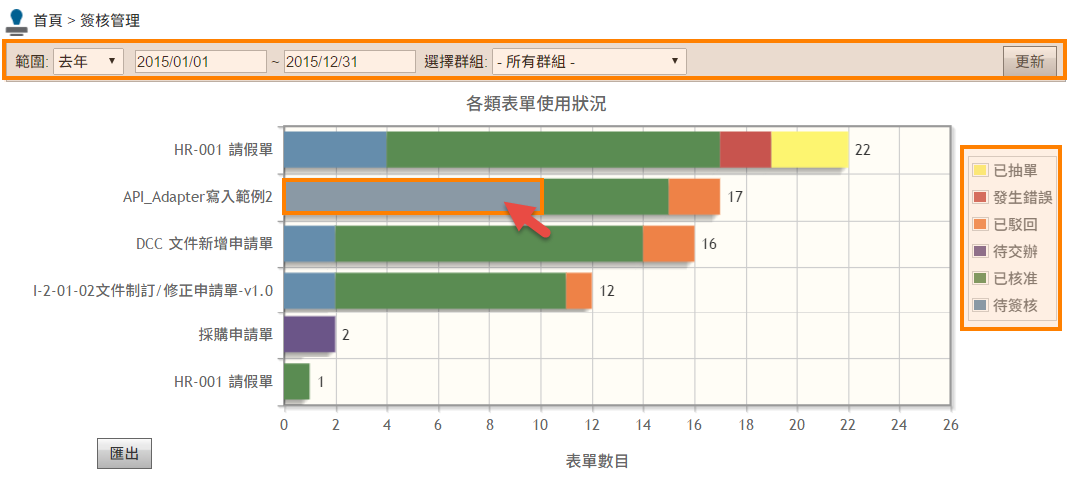 首頁 > 簽核管理
範圍: 去年 2015/01/01 ~ 2015/12/31 選擇群組: - 所有群組 - 更新
各類表單使用狀況
HR-001 請假單 22
API_Adapter寫入範例2 17
DCC 文件新增申請單 16
I-2-01-02文件制訂/修正申請單-v1.0 12
採購申請單 2
HR-001 請假單 1
0 2 4 6 8 10 12 14 16 18 20 22 24 26
表單數目
已抽單
發生錯誤
已駁回
待交辦
已核准
待簽核
匯出